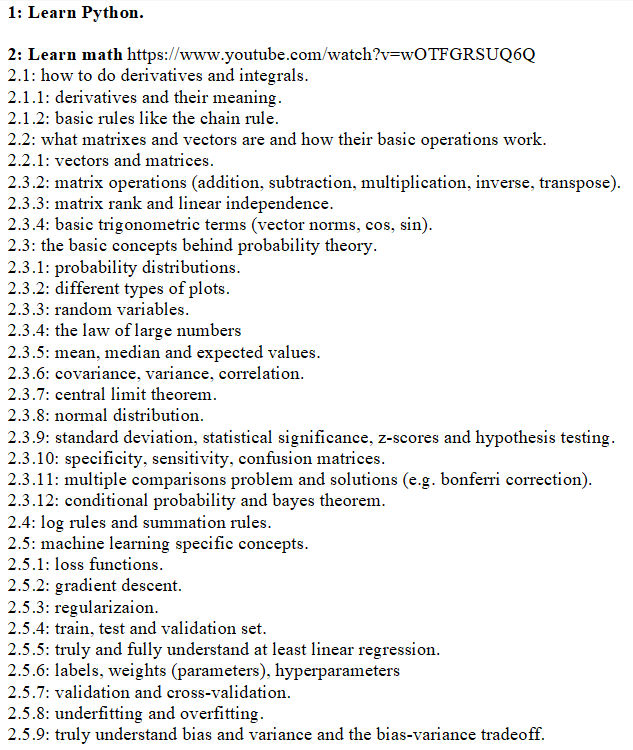 1: Learn Python.
2: Learn math https://www.youtube.com/watch?v=wOTFGRSUQ6Q
2.1: how to do derivatives and integrals.
2.1.1: derivatives and their meaning.
2.1.2: basic rules like the chain rule.
2.2: what matrixes and vectors are and how their basic operations work.
2.2.1: vectors and matrices.
2.3.2: matrix operations (addition, subtraction, multiplication, inverse, transpose).
2.3.3: matrix rank and linear independence.
2.3.4: basic trigonometric terms (vector norms, cos, sin).
2.3: the basic concepts behind probability theory.
2.3.1: probability distributions.
2.3.2: different types of plots.
2.3.3: random variables.
2.3.4: the law of large numbers
2.3.5: mean, median and expected values.
2.3.6: covariance, variance, correlation.
2.3.7: central limit theorem.
2.3.8: normal distribution.
2.3.9: standard deviation, statistical significance, z-scores and hypothesis testing.
2.3.10: specificity, sensitivity, confusion matrices.
2.3.11: multiple comparisons problem and solutions (e.g. bonferri correction).
2.3.12: conditional probability and bayes theorem.
2.4: log rules and summation rules.
2.5: machine learning specific concepts.
2.5.1: loss functions.
2.5.2: gradient descent.
2.5.3: regularizaion.
2.5.4: train, test and validation set.
2.5.5: truly and fully understand at least linear regression.
2.5.6: labels, weights (parameters), hyperparameters
2.5.7: validation and cross-validation.
2.5.8: underfitting and overfitting.
2.5.9: truly understand bias and variance and the bias-variance tradeoff.